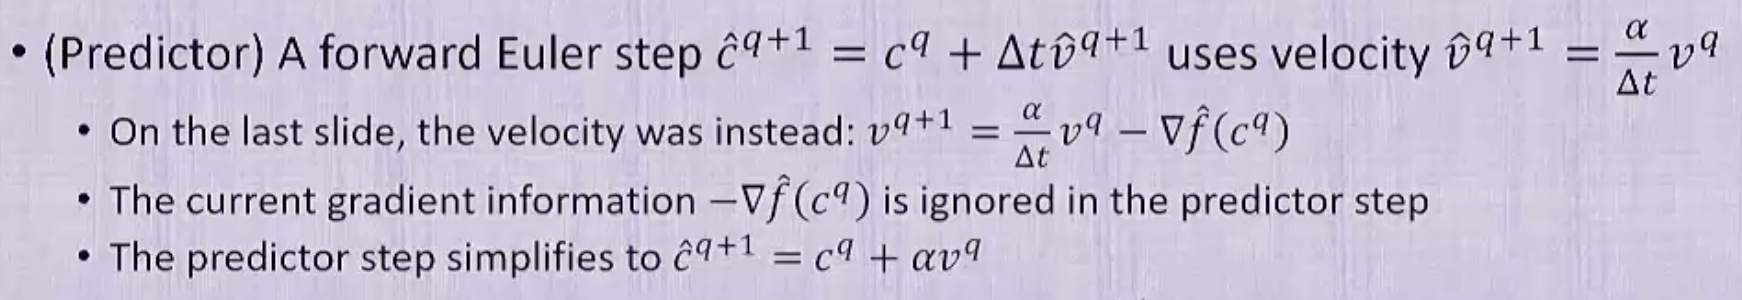 • (Predictor) A forward Euler step ĉ^{q+1} = c^q + Δt v̂^{q+1} uses velocity v̂^{q+1} = \frac{α}{Δt} v^q
• On the last slide, the velocity was instead: v^{q+1} = \frac{α}{Δt} v^q − ∇f̂(c^q)
• The current gradient information −∇f̂(c^q) is ignored in the predictor step
• The predictor step simplifies to ĉ^{q+1} = c^q + αv^q